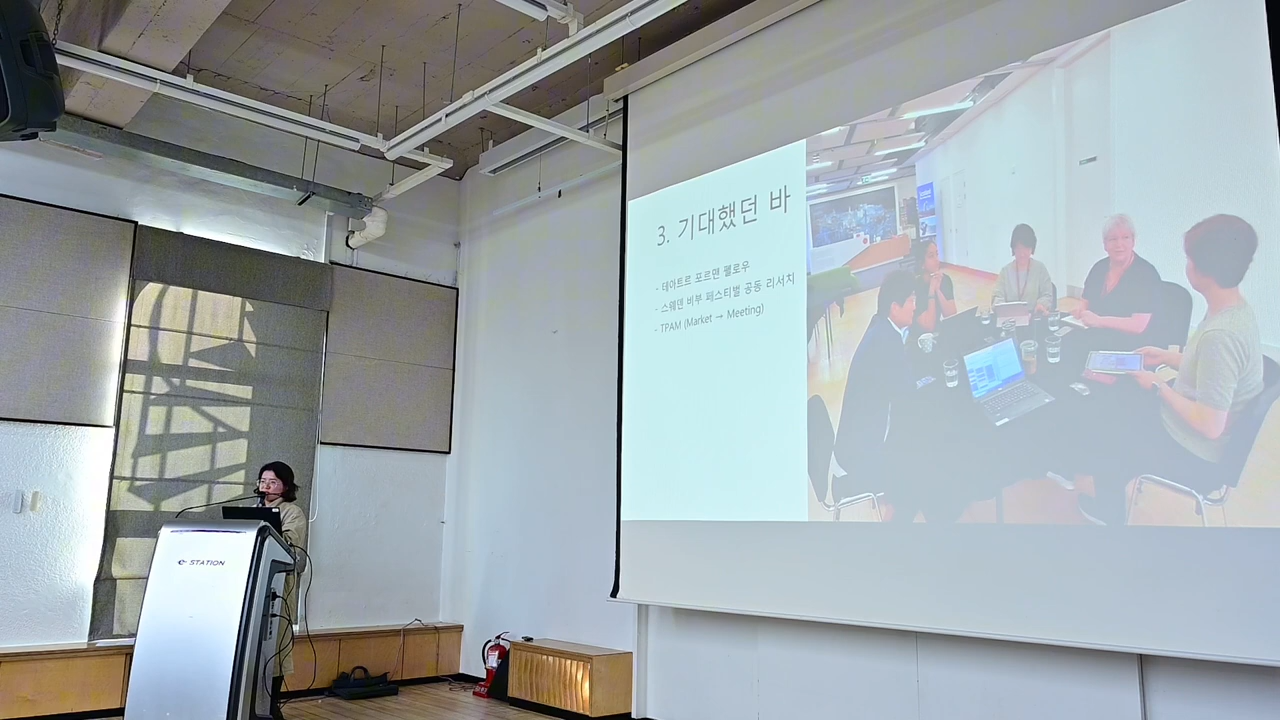 3. 기대했던 바
- 테아트르 포르멘 펠로우
- 스웨덴 비부 페스티벌 공동 리서치
- TPAM (Market → Meeting)
e- STATION